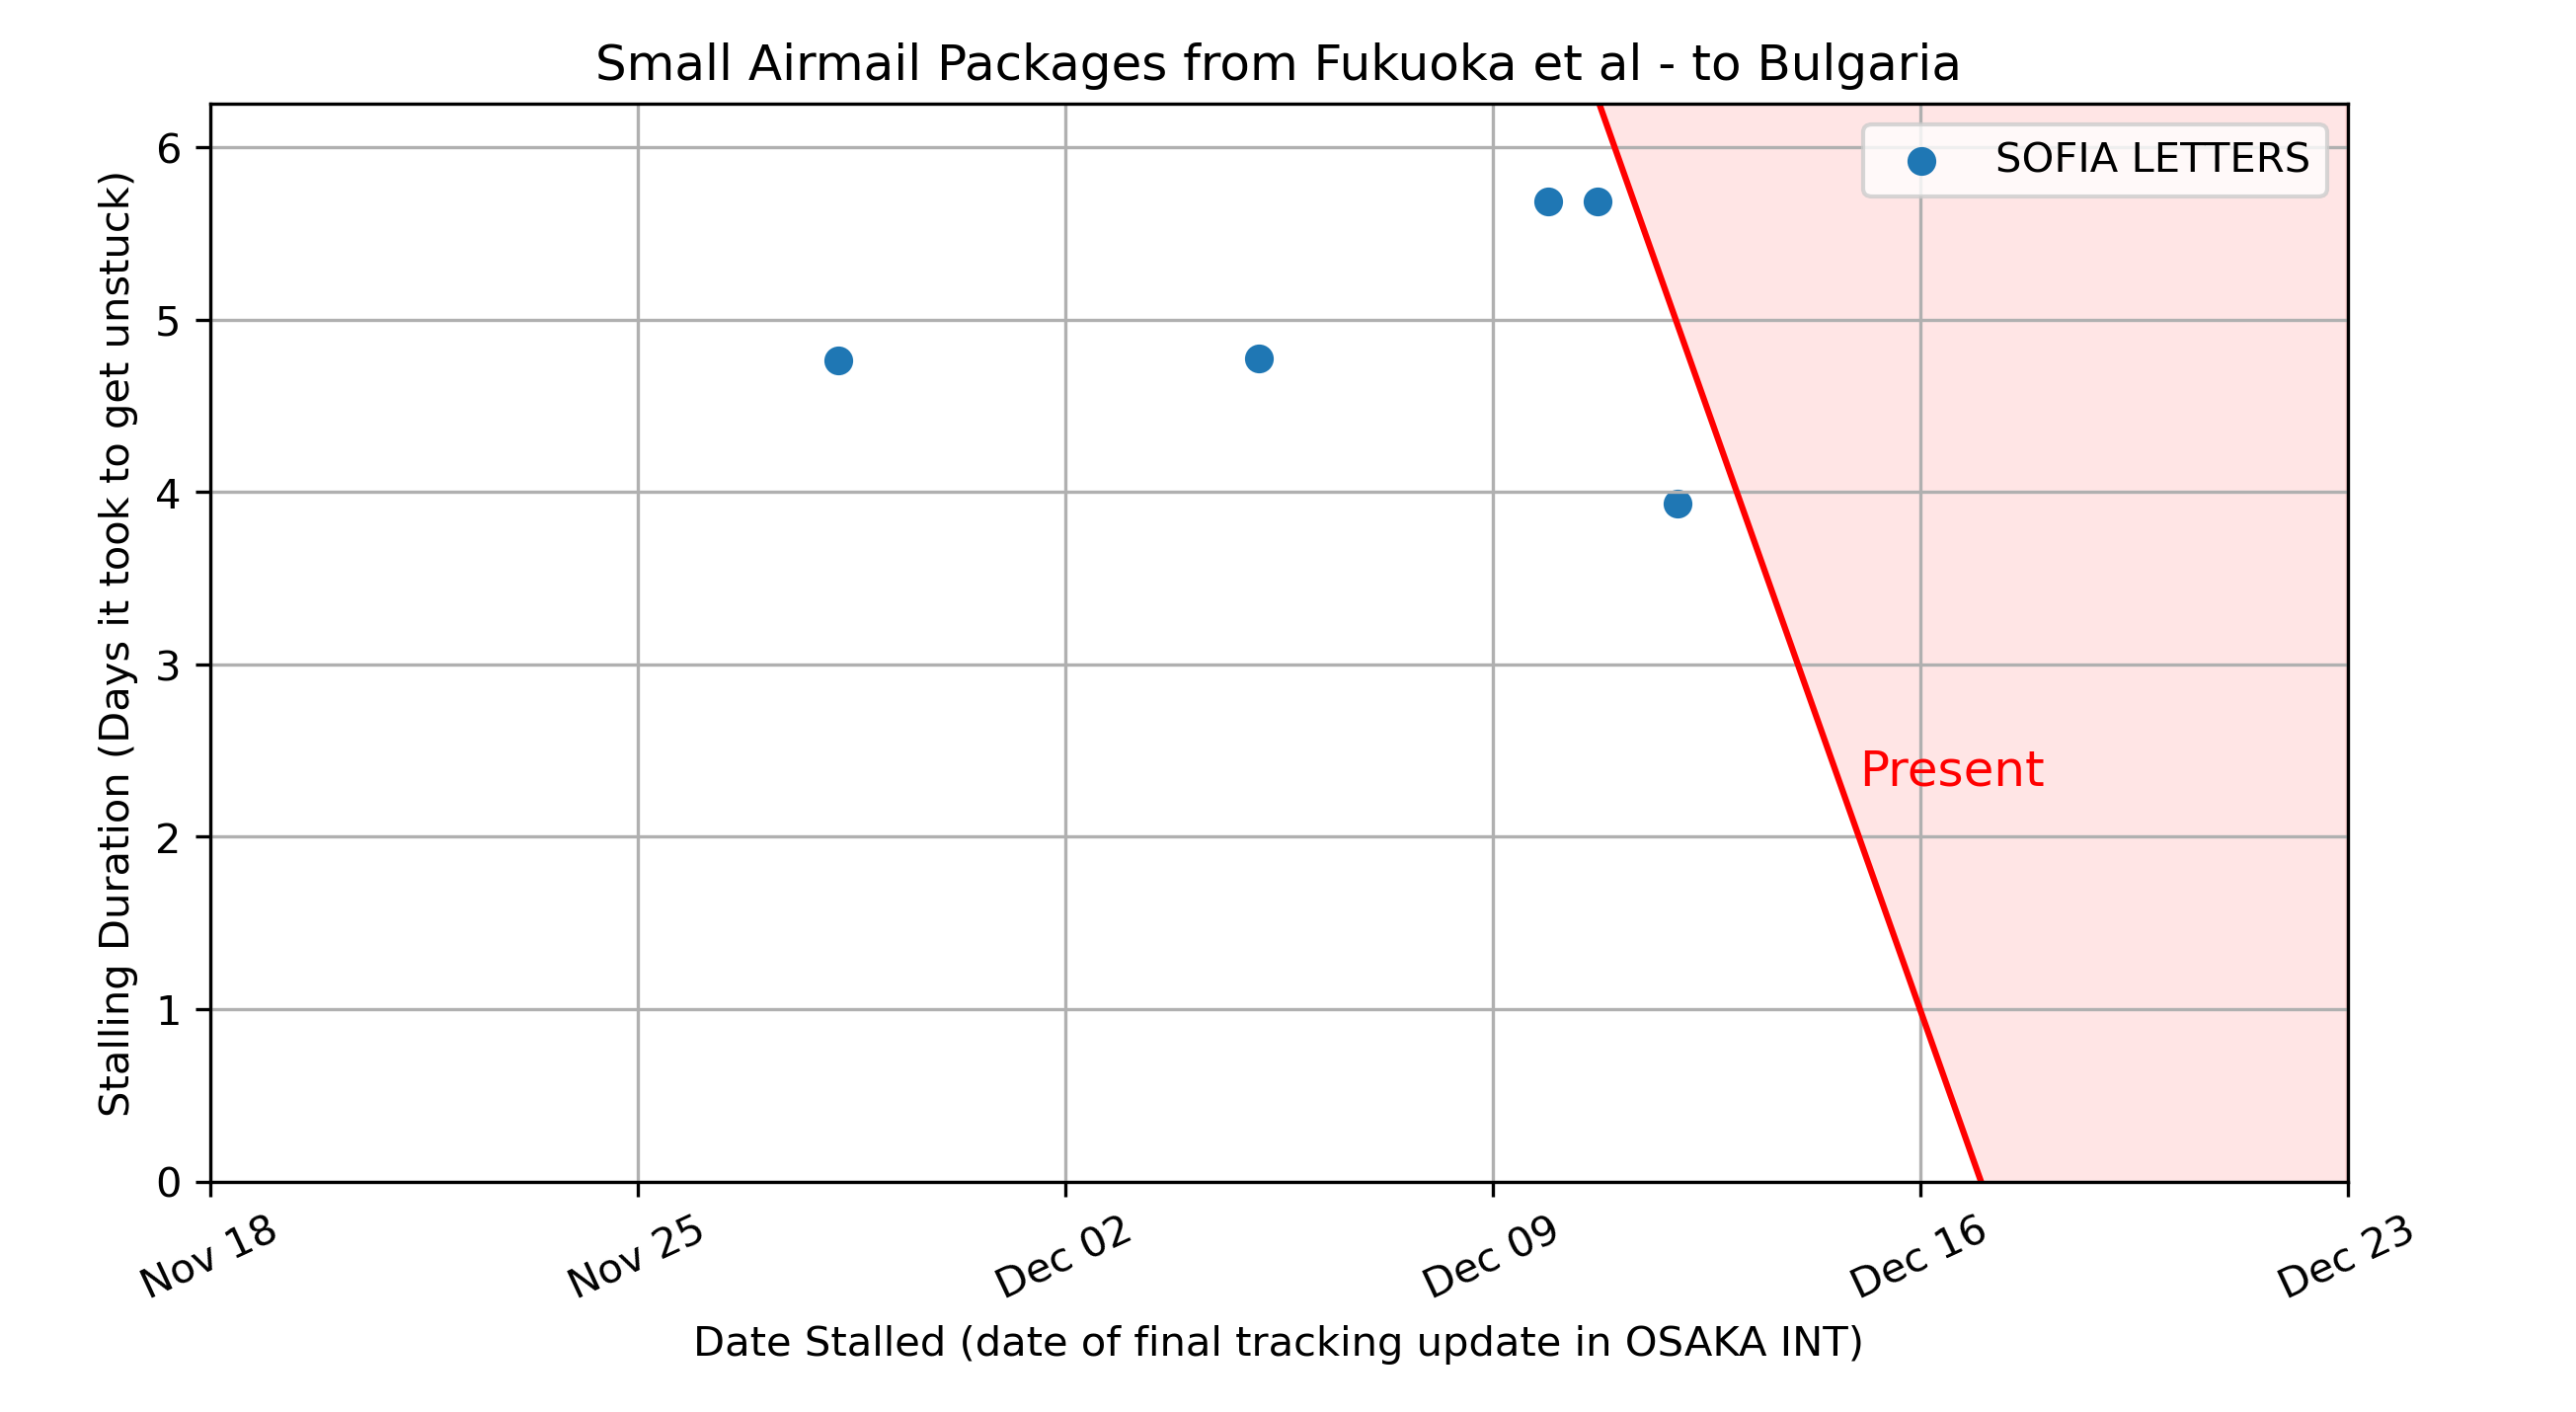 Small Airmail Packages from Fukuoka et al - to Bulgaria
SOFIA LETTERS
Stalling Duration (Days it took to get unstuck)
6
5
4
3
2
1
0
Present
Nov 18
Nov 25
Dec 02
Dec 09
Dec 16
Dec 23
Date Stalled (date of final tracking update in OSAKA INT)